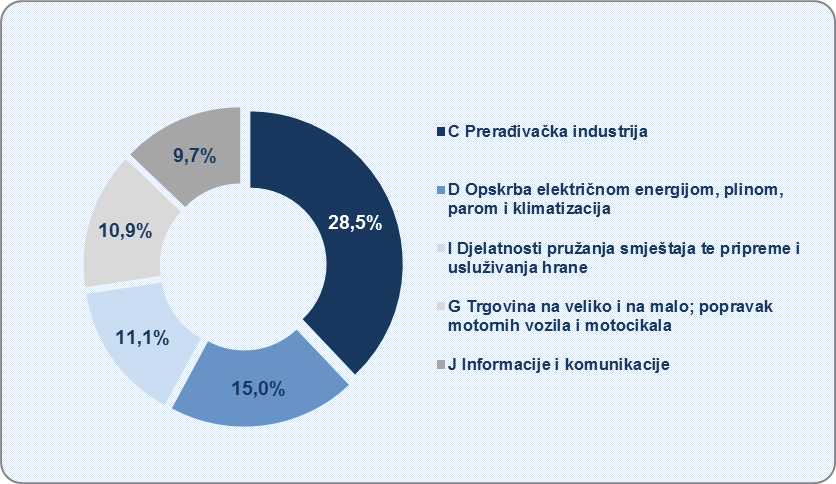 C Prerađivačka industrija
D Opskrba električnom energijom, plinom,
parom i klimatizacija
I Djelatnosti pružanja smještaja te pripreme i
usluživanja hrane
G Trgovina na veliko i na malo; popravak
motornih vozila i motocikala
J Informacije i komunikacije
28,5%
15,0%
11,1%
10,9%
9,7%